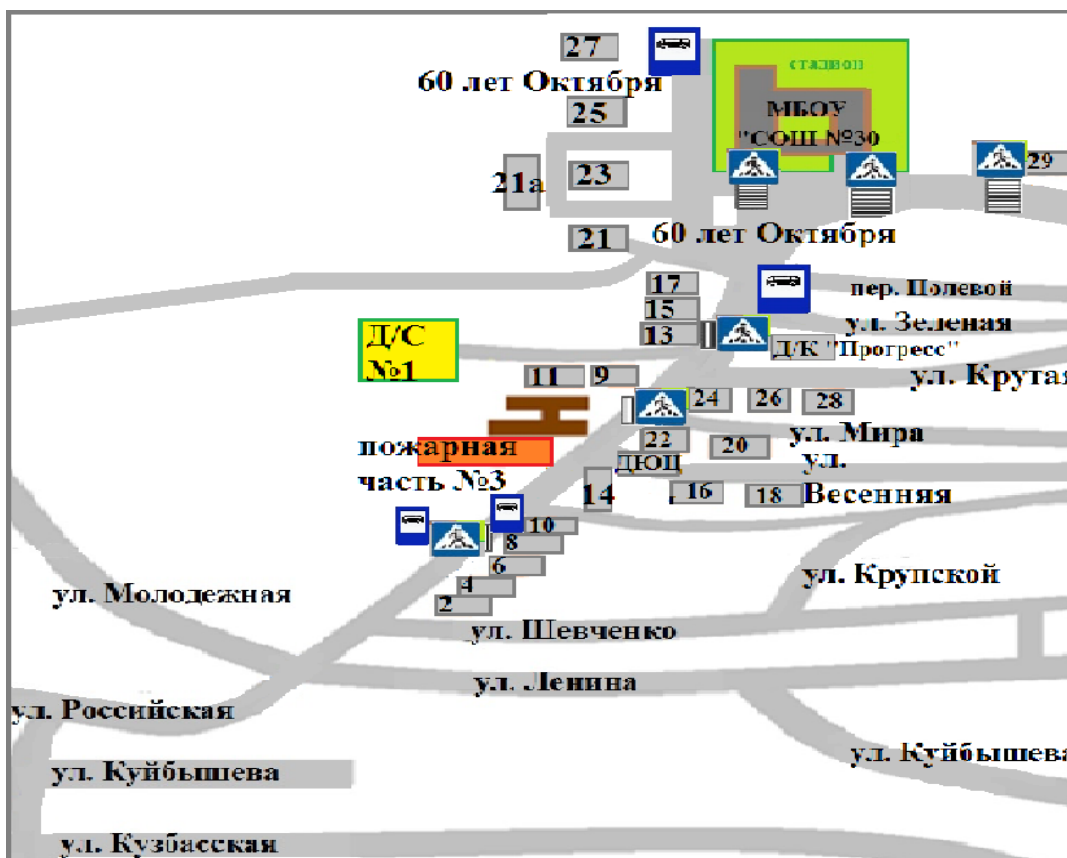 27
60 лет Октября
стадион
25
МБОУ
"СОШ №30
29
23
21а
21
60 лет Октября
17
пер. Полевой
15
ул. Зеленая
13
Д/С
№1
Д/К "Прогресс"
11
9
ул. Крутая
24
26
28
22
20
ул. Мира
пожарная
часть №3
ДЮЦ
ул.
Весенняя
14
16
18
10
8
6
4
2
ул. Крупской
ул. Молодежная
ул. Шевченко
ул. Ленина
ул. Российская
ул. Куйбышева
ул. Куйбышева
ул. Кузбасская